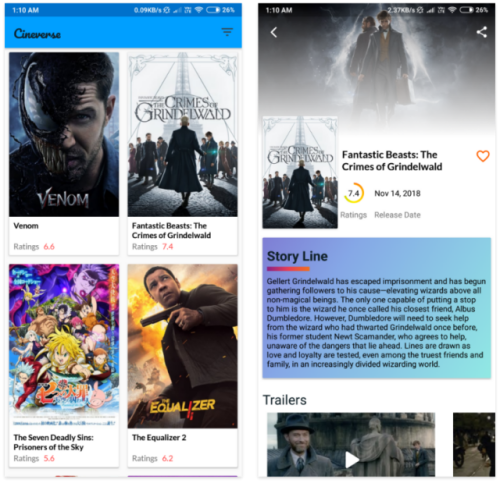 1:10 AM 0.09KB/s 26%
Cineverse
VENOM
Venom
Ratings 6.6
THE CRIMES OF
GRINDELWALD
Fantastic Beasts: The
Crimes of Grindelwald
Ratings 7.4
The Seven Deadly Sins:
Prisoners of the Sky
Ratings 5.6
THE
EQUALIZER
The Equalizer 2
Ratings 6.2
1:10 AM 2.37KB/s 26%
THE CRIMES OF
GRINDELWALD
Fantastic Beasts: The
Crimes of Grindelwald
7.4 Nov 14, 2018
Ratings Release Date
Story Line
Gellert Grindelwald has escaped imprisonment and has begun
gathering followers to his cause—elevating wizards above all
non-magical beings. The only one capable of putting a stop
to him is the wizard he once called his closest friend, Albus
Dumbledore. However, Dumbledore will need to seek help
from the wizard who had thwarted Grindelwald once before,
his former student Newt Scamander, who agrees to help,
unaware of the dangers that lie ahead. Lines are drawn as
love and loyalty are tested, even among the truest friends and
family, in an increasingly divided wizarding world.
Trailers